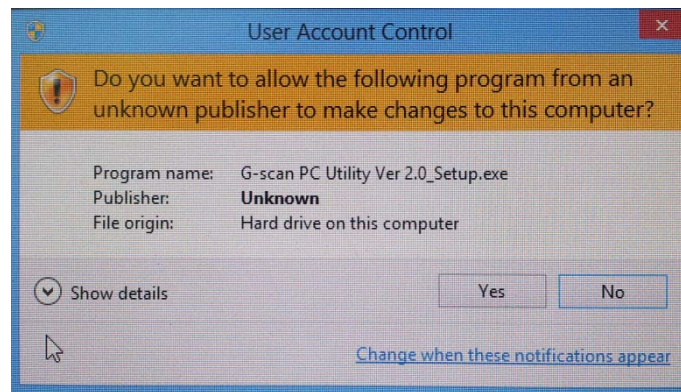 User Account Control
Do you want to allow the following program from an
unknown publisher to make changes to this computer?
Program name: G-scan PC Utility Ver 2.0_Setup.exe
Publisher: Unknown
File origin: Hard drive on this computer
Show details
Yes No
Change when these notifications appear